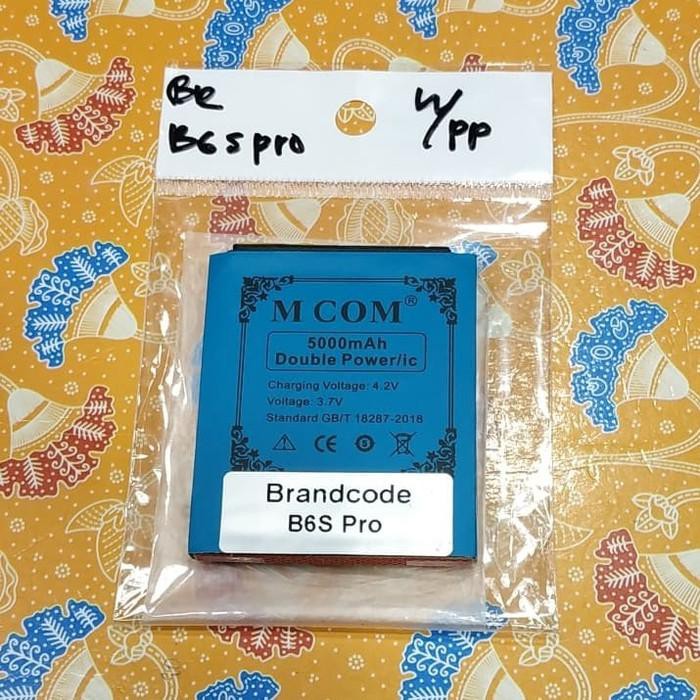 Be
B6s pro
W/pp
M COM®
5000mAh
Double Power/ic
Charging Voltage: 4.2V
Voltage: 3.7V
Standard GB/T 18287-2018
CE
Brandcode
B6S Pro